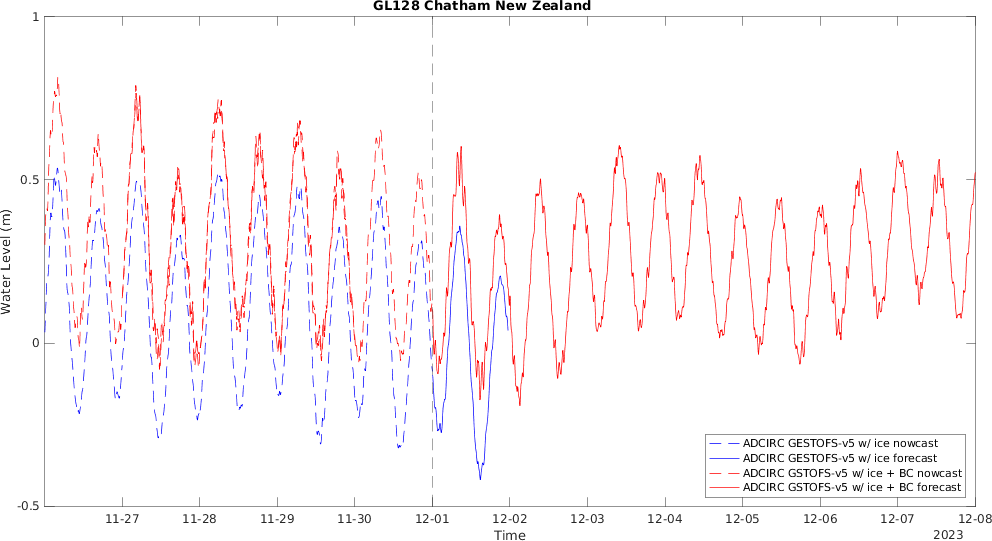 GL128 Chatham New Zealand
1
0.5
0
-0.5
Water Level (m)
11-27 11-28 11-29 11-30 12-01 12-02 12-03 12-04 12-05 12-06 12-07 12-08
Time
2023
ADCIRC GESTOFS-v5 w/ ice nowcast
ADCIRC GESTOFS-v5 w/ ice forecast
ADCIRC GSTOFS-v5 w/ ice + BC nowcast
ADCIRC GSTOFS-v5 w/ ice + BC forecast